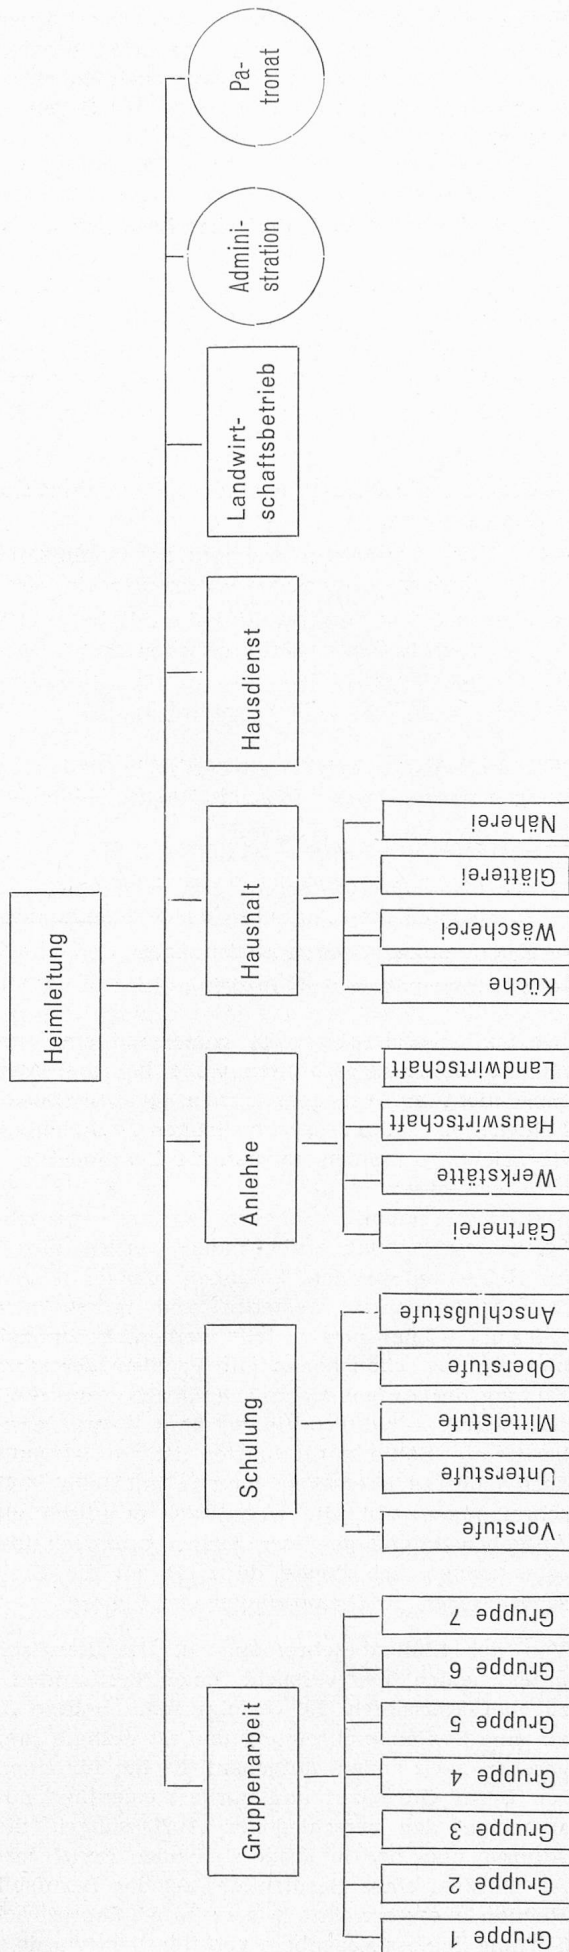 Heimleitung
Gruppenarbeit
Schulung
Anlehre
Haushalt
Hausdienst
Landwirt-
schaftsbetrieb
Admini-
stration
Pa-
tronat
Gruppe 1
Gruppe 2
Gruppe 3
Gruppe 4
Gruppe 5
Gruppe 6
Gruppe 7
Vorstufe
Unterstufe
Mittelstufe
Oberstufe
Anschlußstufe
Gärtnerei
Werkstätte
Hauswirtschaft
Landwirtschaft
Küche
Wäscherei
Glätterei
Näherei